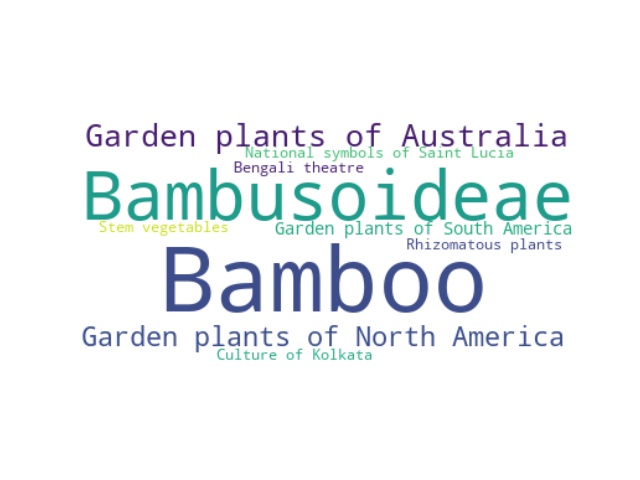 Garden plants of Australia
National symbols of Saint Lucia
Bengali theatre
Bambusoideae
Stem vegetables
Garden plants of South America
Rhizomatous plants
Bamboo
Garden plants of North America
Culture of Kolkata